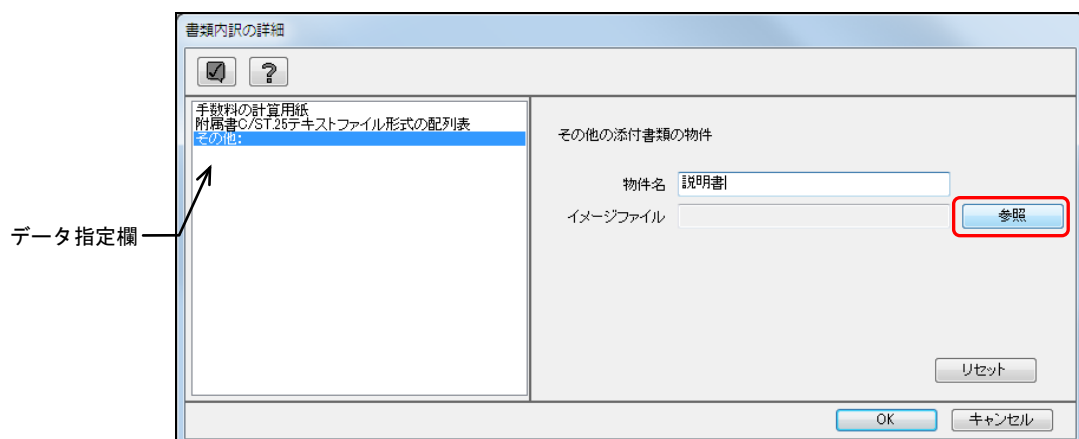 書類内訳の詳細
手数料の計算用紙
附属書C/ST.25テキストファイル形式の配列表
その他:
その他の添付書類の物件
物件名 説明書
イメージファイル 参照
データ指定欄
リセット
OK キャンセル